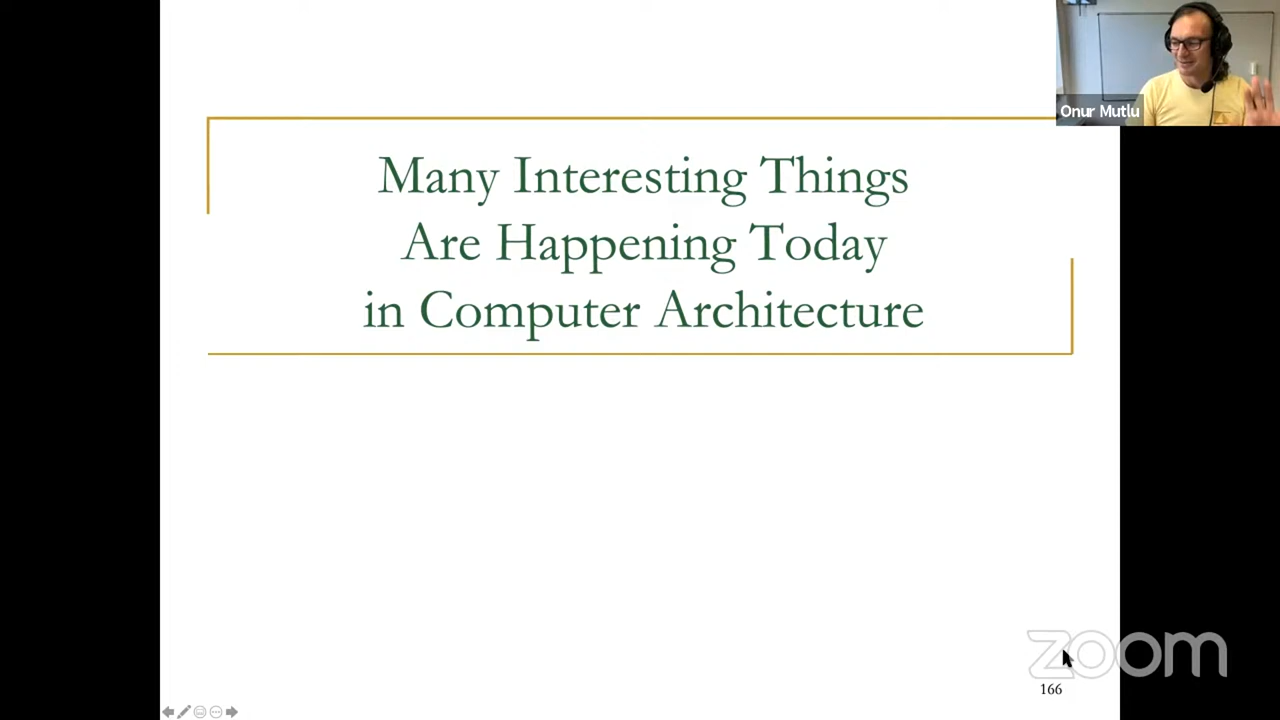 Onur Mutlu
Many Interesting Things
Are Happening Today
in Computer Architecture
zoom
166